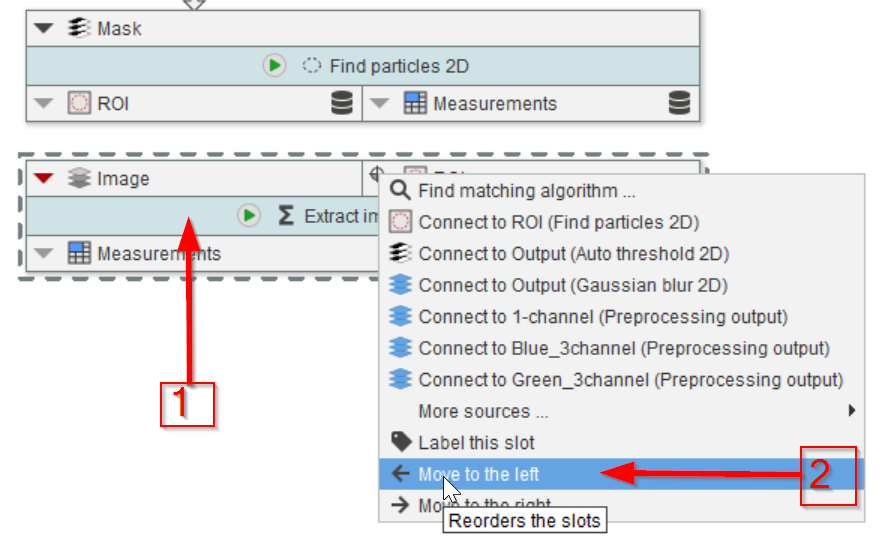 Mask
Find particles 2D
ROI Measurements
Image
Extract im
Measurements
Find matching algorithm ...
Connect to ROI (Find particles 2D)
Connect to Output (Auto threshold 2D)
Connect to Output (Gaussian blur 2D)
Connect to 1-channel (Preprocessing output)
Connect to Blue_3channel (Preprocessing output)
Connect to Green_3channel (Preprocessing output)
More sources ...
Label this slot
Move to the left
Move to the right
Reorders the slots
1
2